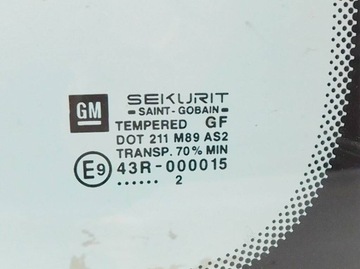 GM
SEKURIT
SAINT-GOBAIN
TEMPERED GF
DOT 211 M89 AS2
TRANSP. 70% MIN
E9 43R-000015
...... 2